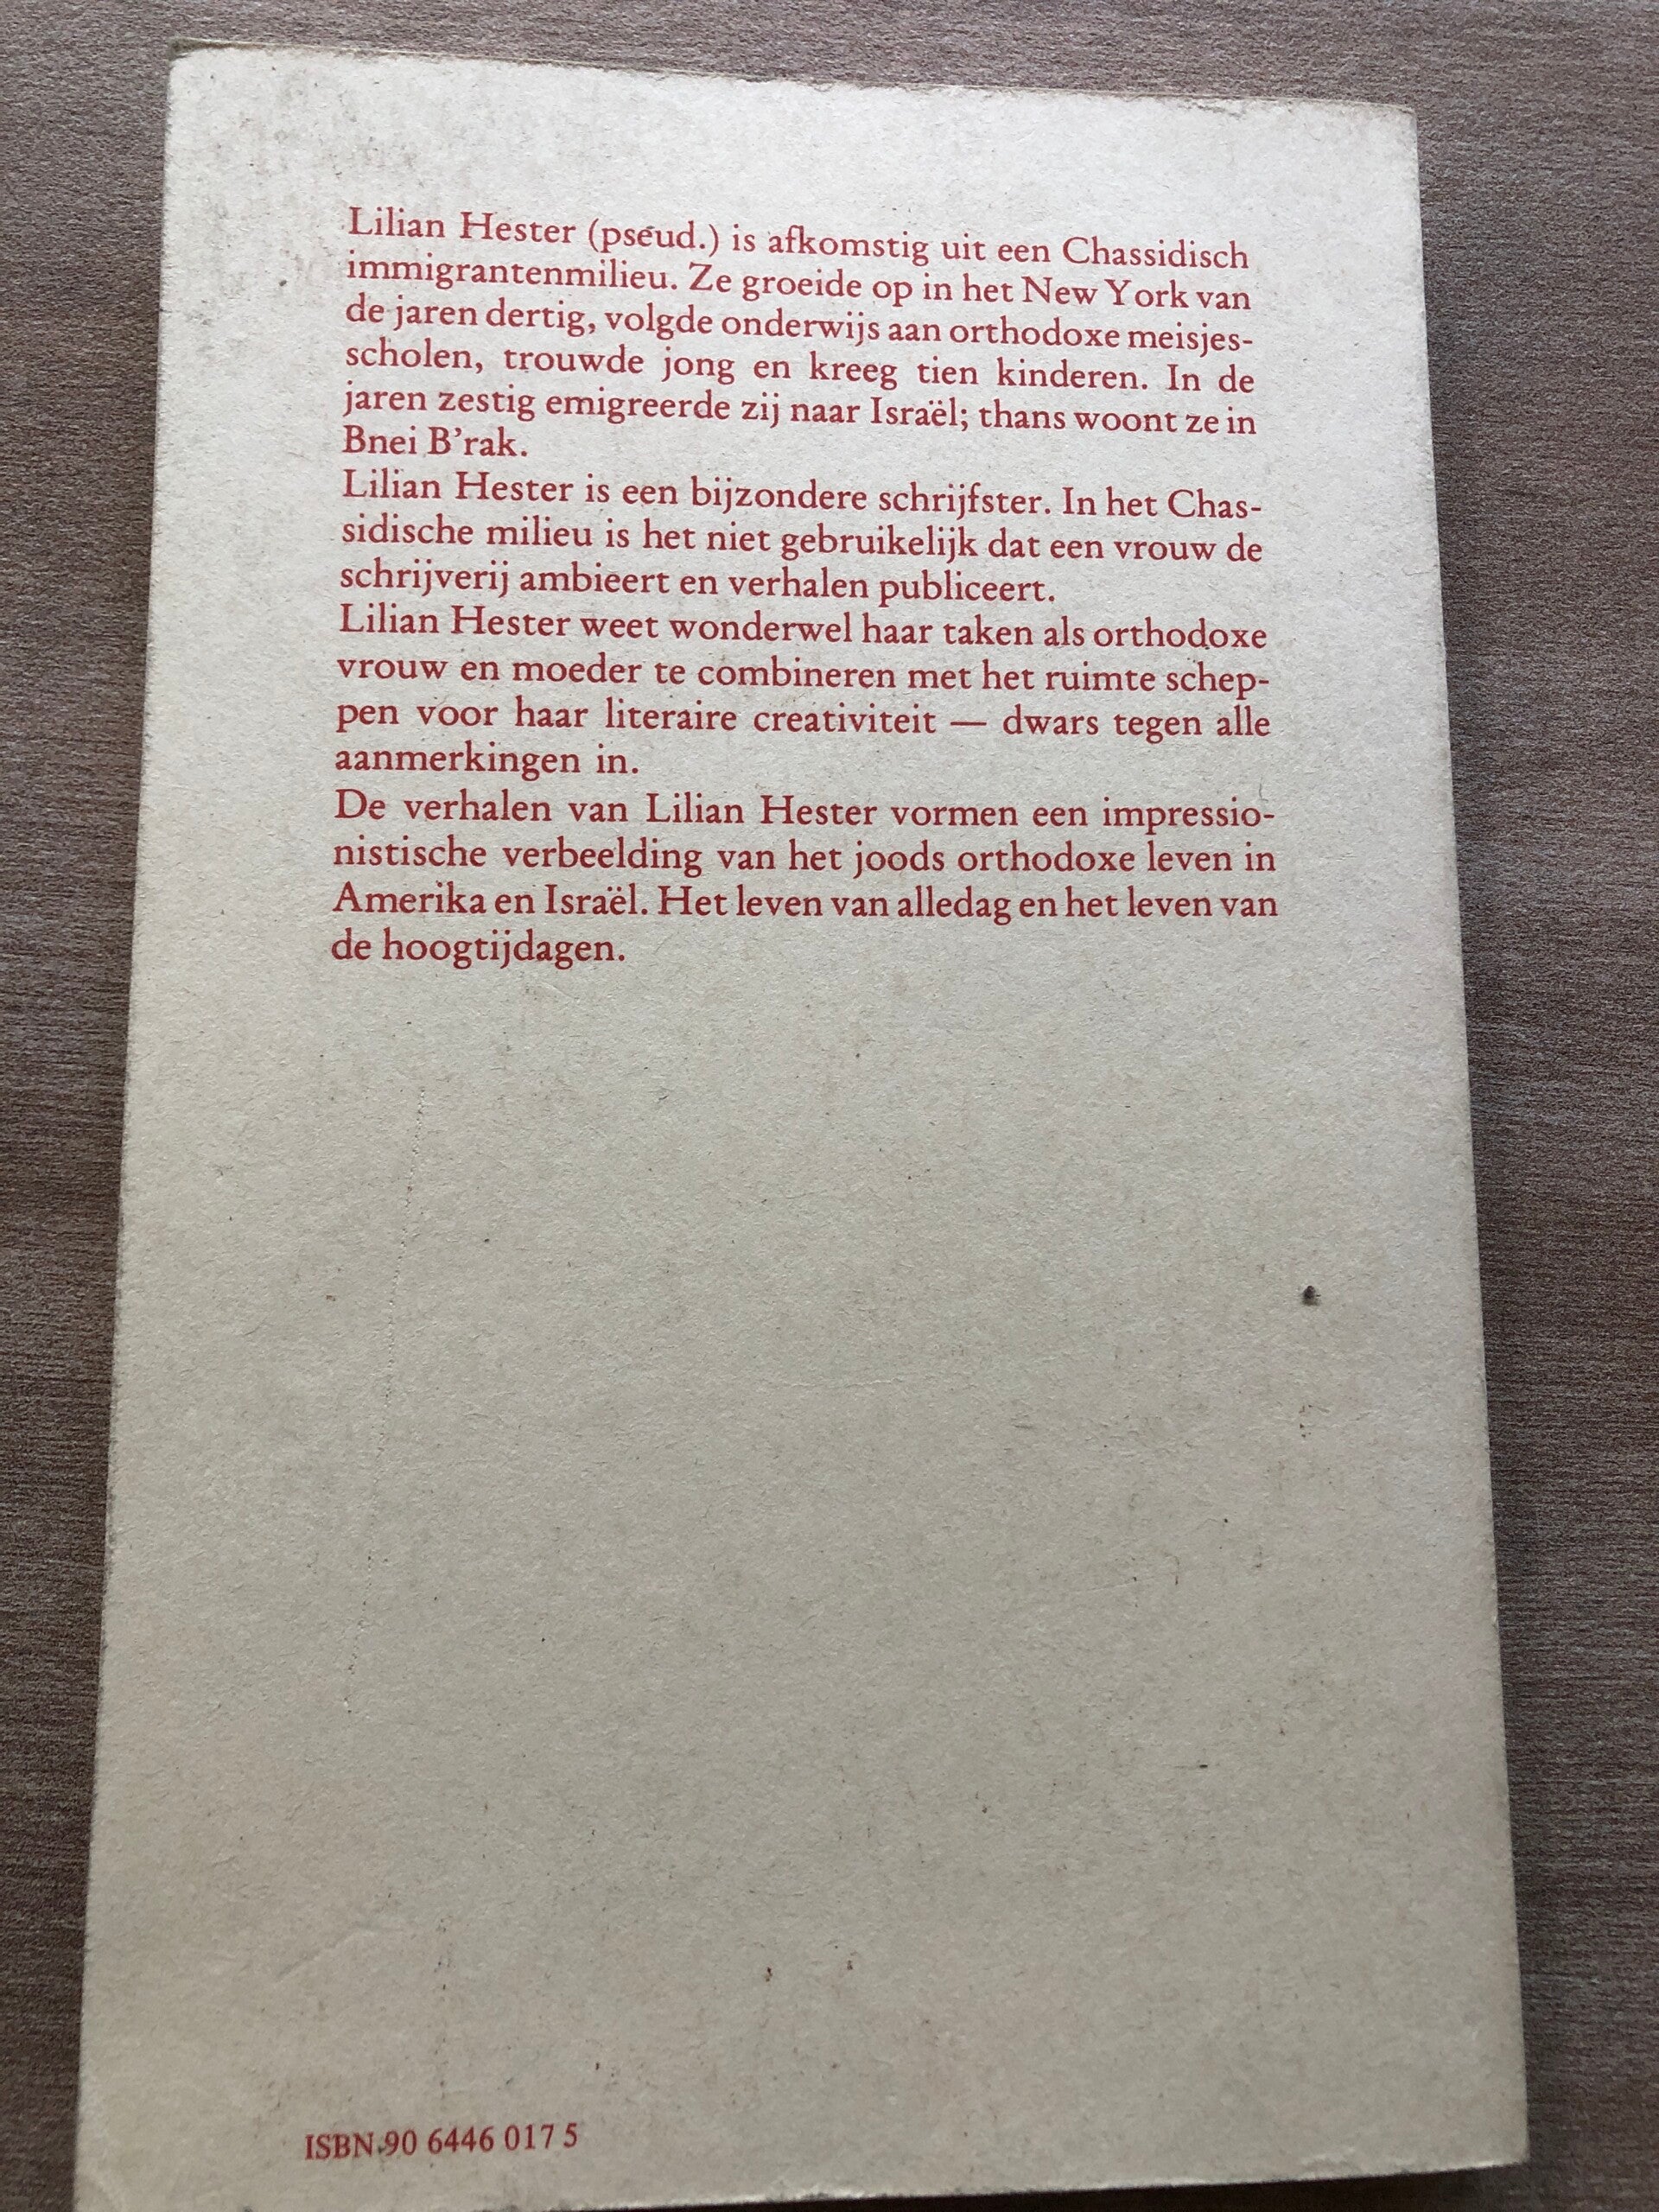 Lilian Hester (pseud.) is afkomstig uit een Chassidisch
immigrantenmilieu. Ze groeide op in het New York van
de jaren dertig, volgde onderwijs aan orthodoxe meisjes-
scholen, trouwde jong en kreeg tien kinderen. In de
jaren zestig emigreerde zij naar Israël; thans woont ze in
Bnei B’rak.
Lilian Hester is een bijzondere schrijfster. In het Chas-
sidische milieu is het niet gebruikelijk dat een vrouw de
schrijverij ambieert en verhalen publiceert.
Lilian Hester weet wonderwel haar taken als orthodoxe
vrouw en moeder te combineren met het ruimte schep-
pen voor haar literaire creativiteit — dwars tegen alle
aanmerkingen in.
De verhalen van Lilian Hester vormen een impressio-
nistische verbeelding van het joods orthodoxe leven in
Amerika en Israël. Het leven van alledag en het leven van
de hoogtijdagen.
ISBN 90 6446 017 5